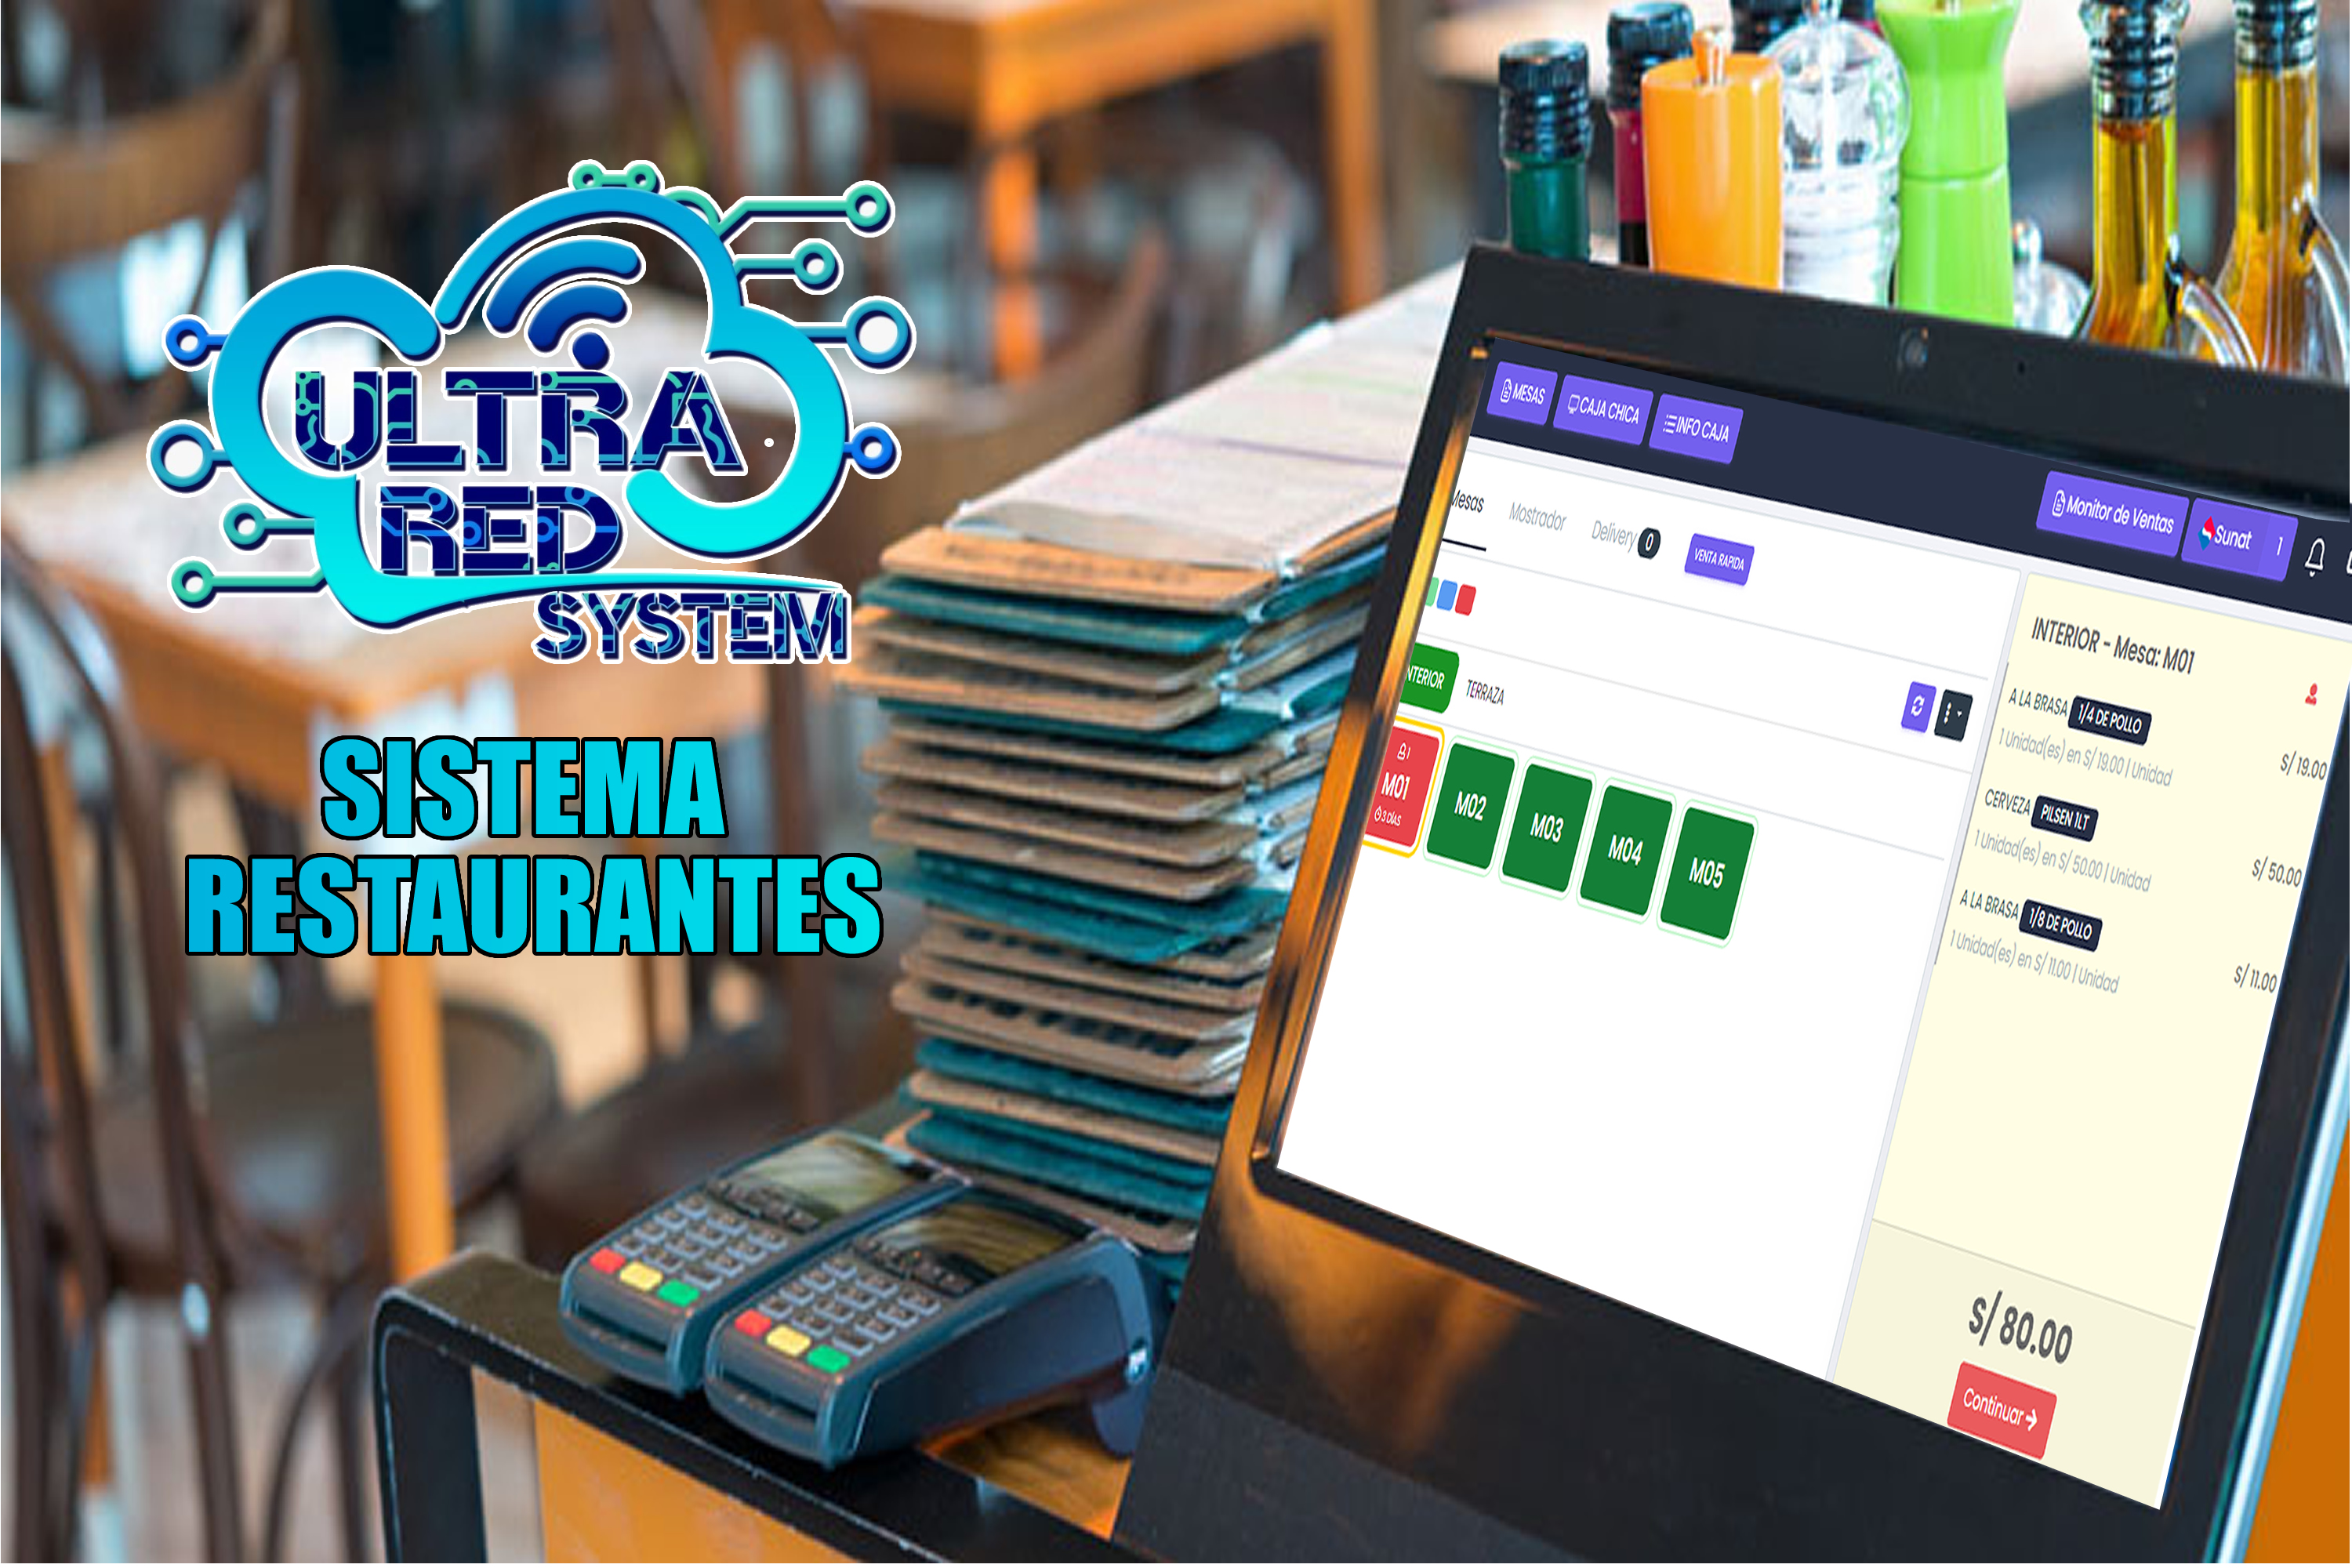 ULTRA
RED
SYSTEM
SISTEMA
RESTAURANTES
MESAS
CAJA CHICA
INFO CAJA
Monitor de Ventas
Sunat 1
Mesas
Mostrador
Delivery 0
VENTA RAPIDA
INTERIOR
TERRAZA
1
M01
3 DÍAS
M02
M03
M04
M05
INTERIOR - Mesa: M01
A LA BRASA 1/4 DE POLLO
1 Unidad(es) en S/ 19.00 | Unidad
S/ 19.00
CERVEZA PILSEN 1LT
1 Unidad(es) en S/ 50.00 | Unidad
S/ 50.00
A LA BRASA 1/8 DE POLLO
1 Unidad(es) en S/ 11.00 | Unidad
S/ 11.00
S/ 80.00
Continuar